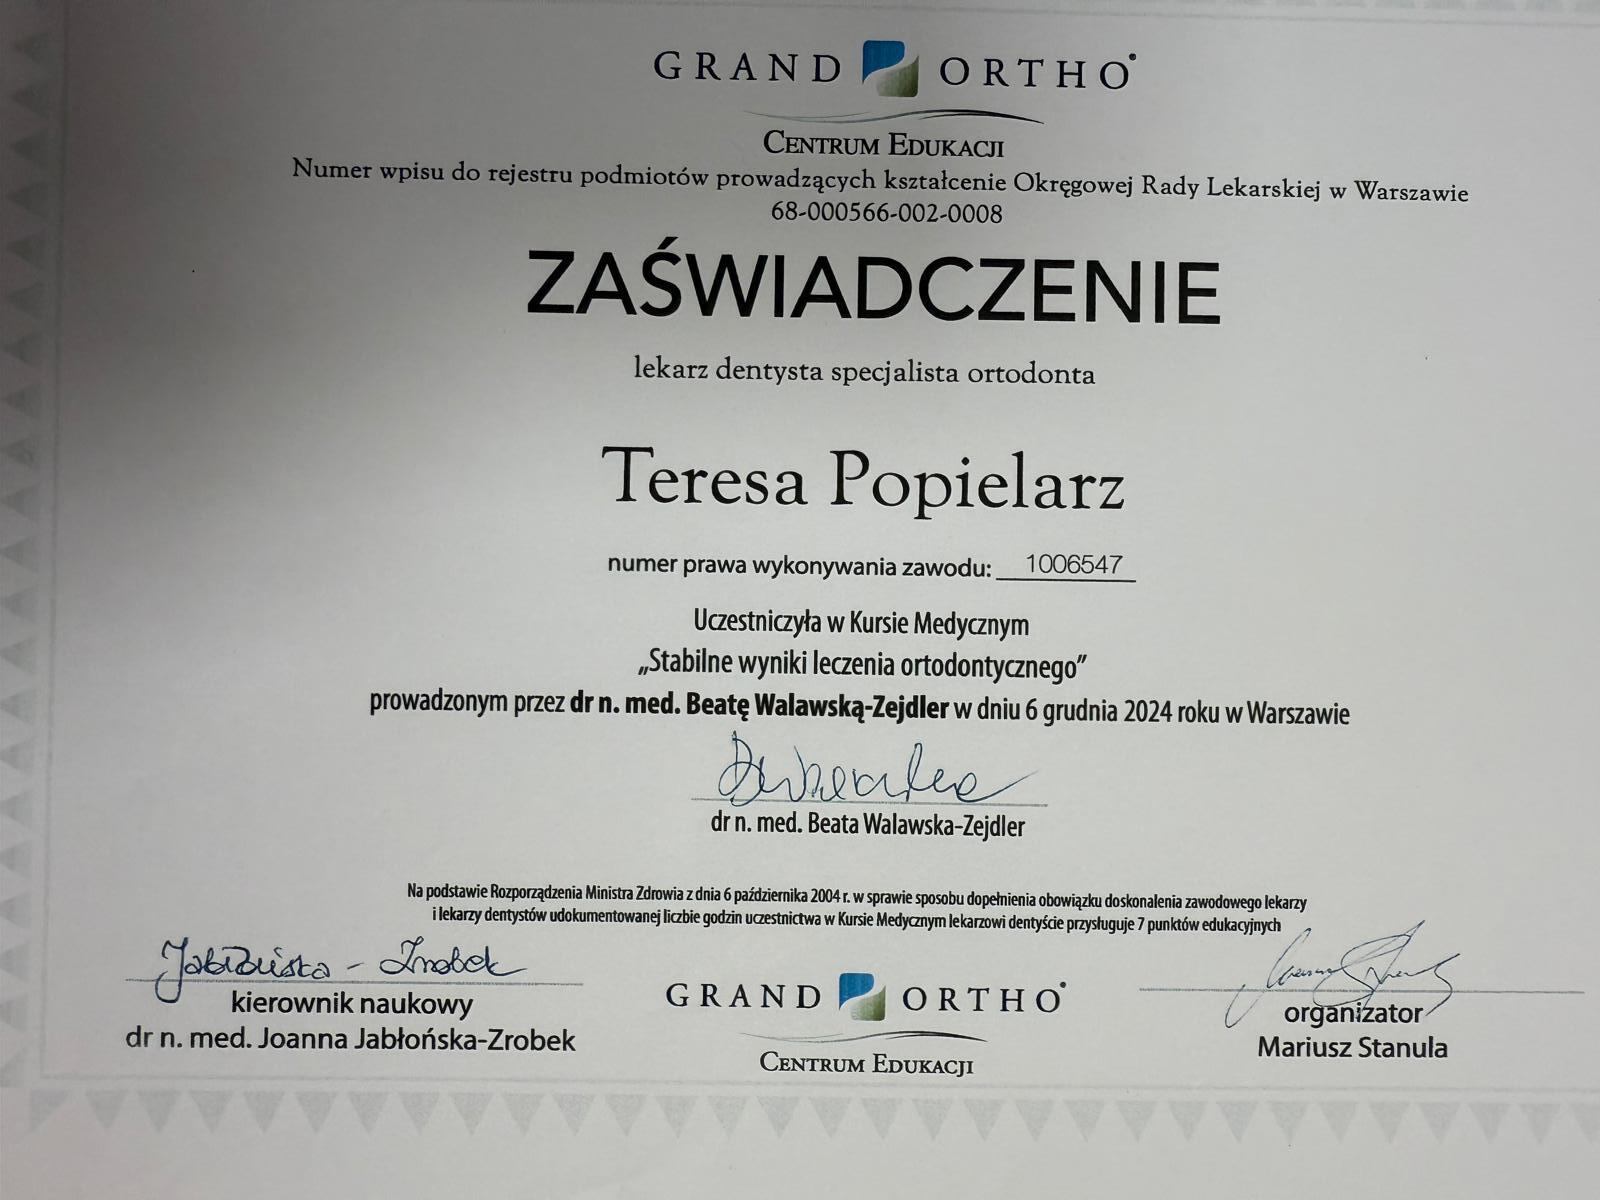 GRAND ORTHO
CENTRUM EDUKACJI
Numer wpisu do rejestru podmiotów prowadzących kształcenie Okręgowej Rady Lekarskiej w Warszawie
68-000566-002-0008
ZAŚWIADCZENIE
lekarz dentysta specjalista ortodonta
Teresa Popielarz
numer prawa wykonywania zawodu: 1006547
Uczestniczyła w Kursie Medycznym
„Stabilne wyniki leczenia ortodontycznego”
prowadzonym przez dr n. med. Beatę Walawską-Zejdler w dniu 6 grudnia 2024 roku w Warszawie
dr n. med. Beata Walawska-Zejdler
Na podstawie Rozporządzenia Ministra Zdrowia z dnia 6 października 2004 r. w sprawie sposobu dopełnienia obowiązku doskonalenia zawodowego lekarzy
i lekarzy dentystów udokumentowanej liczbie godzin uczestnictwa w Kursie Medycznym lekarzowi dentyście przysługuje 7 punktów edukacyjnych
Jabłońska-Zrobek
kierownik naukowy
dr n. med. Joanna Jabłońska-Zrobek
GRAND ORTHO
CENTRUM EDUKACJI
organizator
Mariusz Stanula